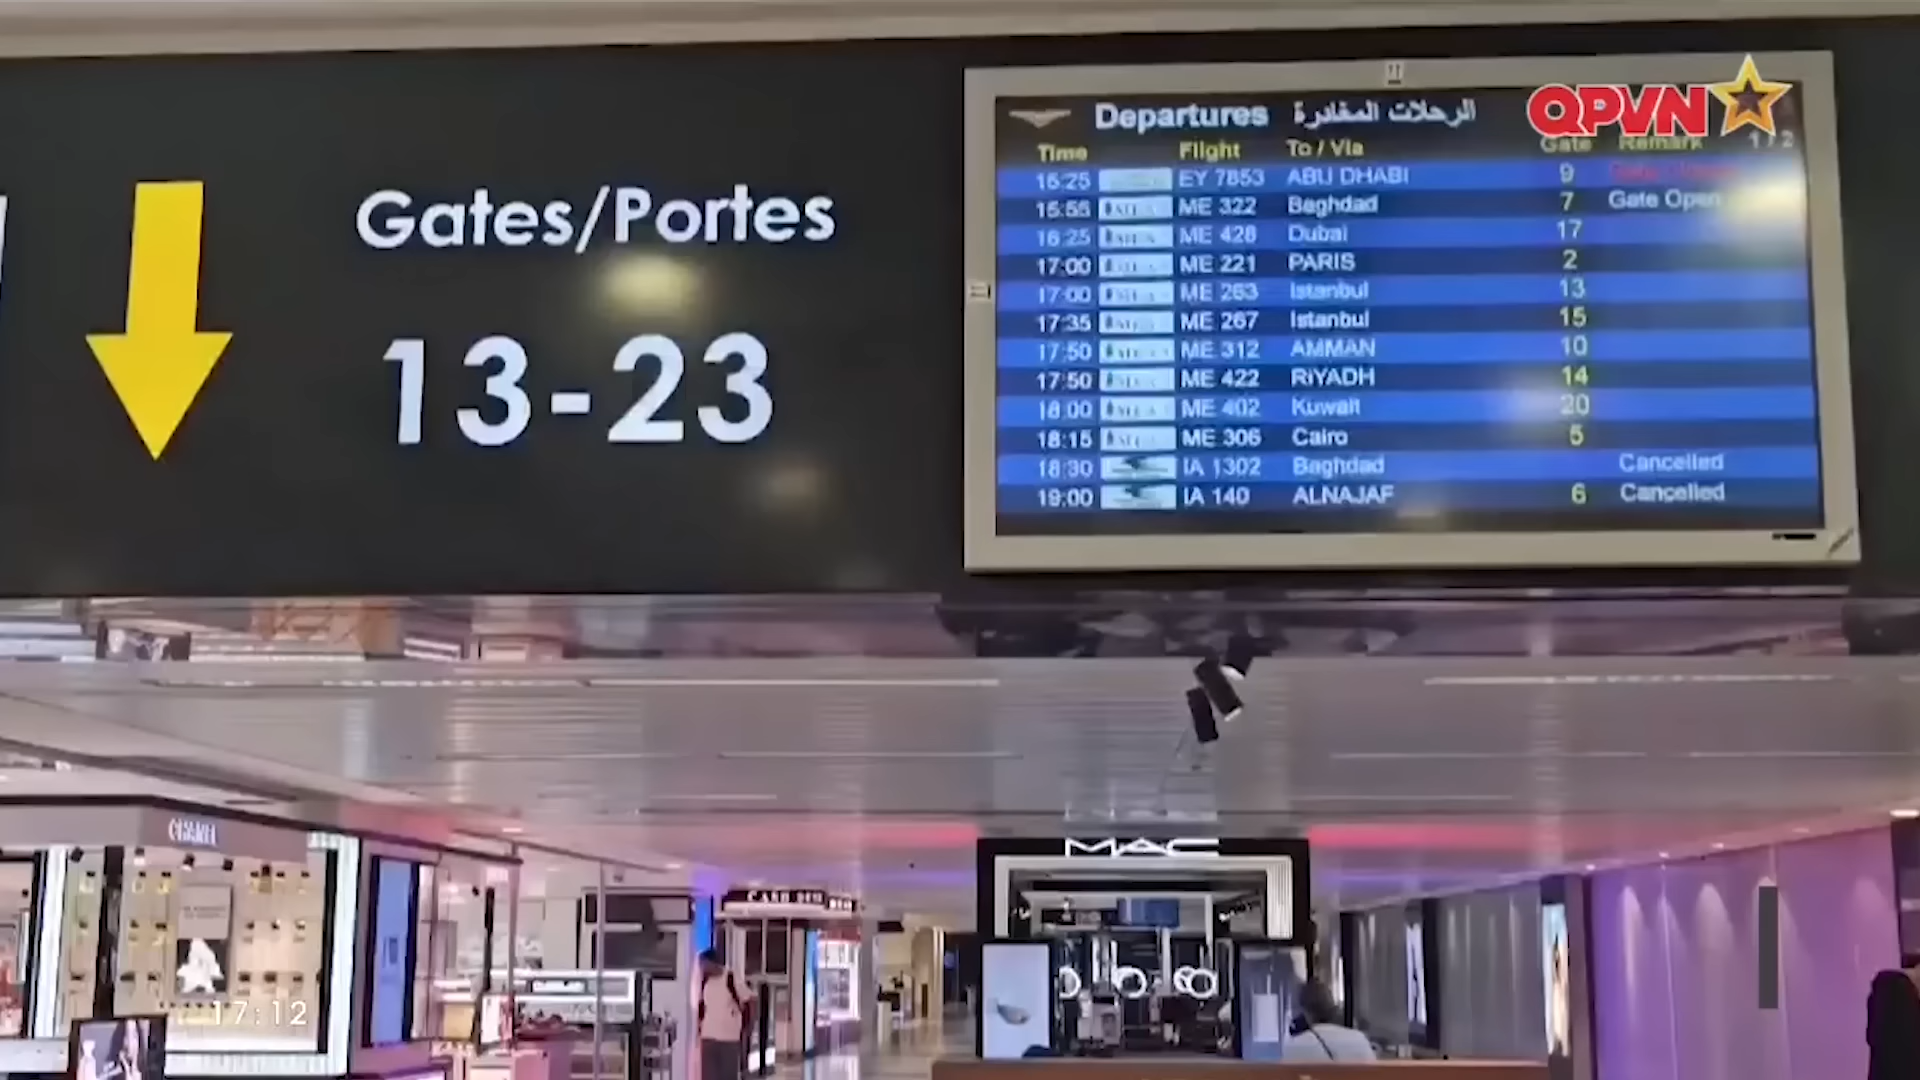 Gates/Portes
13-23
QPVN
Departures الرحلات المغادرة
Time Flight To / Via Gate Remark 1 / 2
15:25 EY 7853 ABU DHABI 9
15:55 ME 322 Baghdad 7 Gate Open
16:25 ME 428 Dubai 17
17:00 ME 221 PARIS 2
17:00 ME 263 Istanbul 13
17:35 ME 267 Istanbul 15
17:50 ME 312 AMMAN 10
17:50 ME 422 RIYADH 14
18:00 ME 402 Kuwait 20
18:15 ME 306 Cairo 5
18:30 IA 1302 Baghdad Cancelled
19:00 IA 140 ALNAJAF 6 Cancelled
CHANEL
MAC
17:12